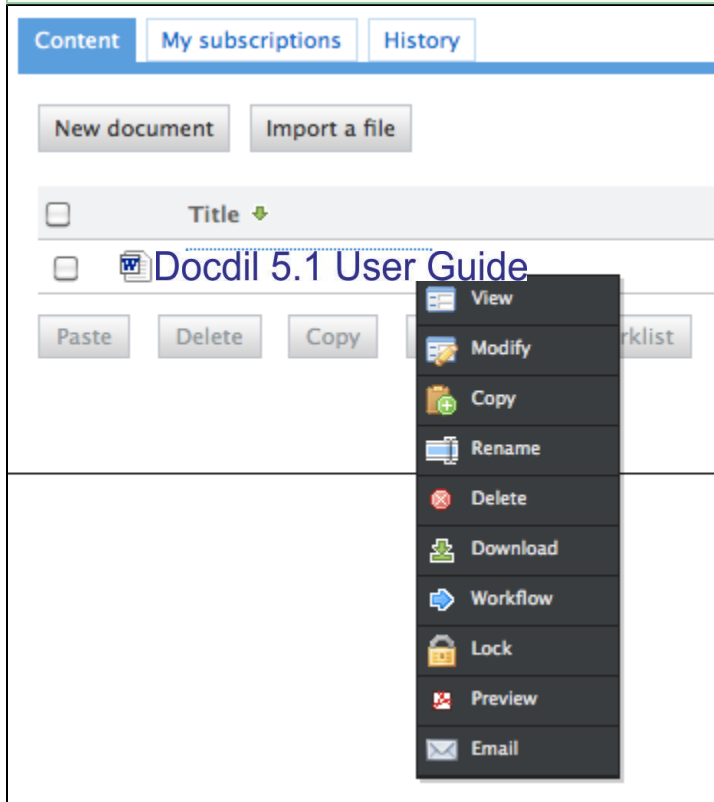 Content My subscriptions History
New document Import a file
Title
Docdil 5.1 User Guide
View
Paste Delete Copy rklist
Modify
Copy
Rename
Delete
Download
Workflow
Lock
Preview
Email